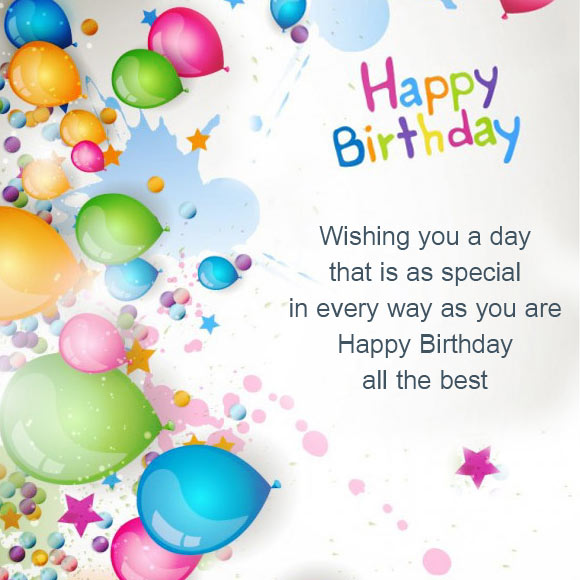 Happy
Birthday
Wishing you a day
that is as special
in every way as you are
Happy Birthday
all the best